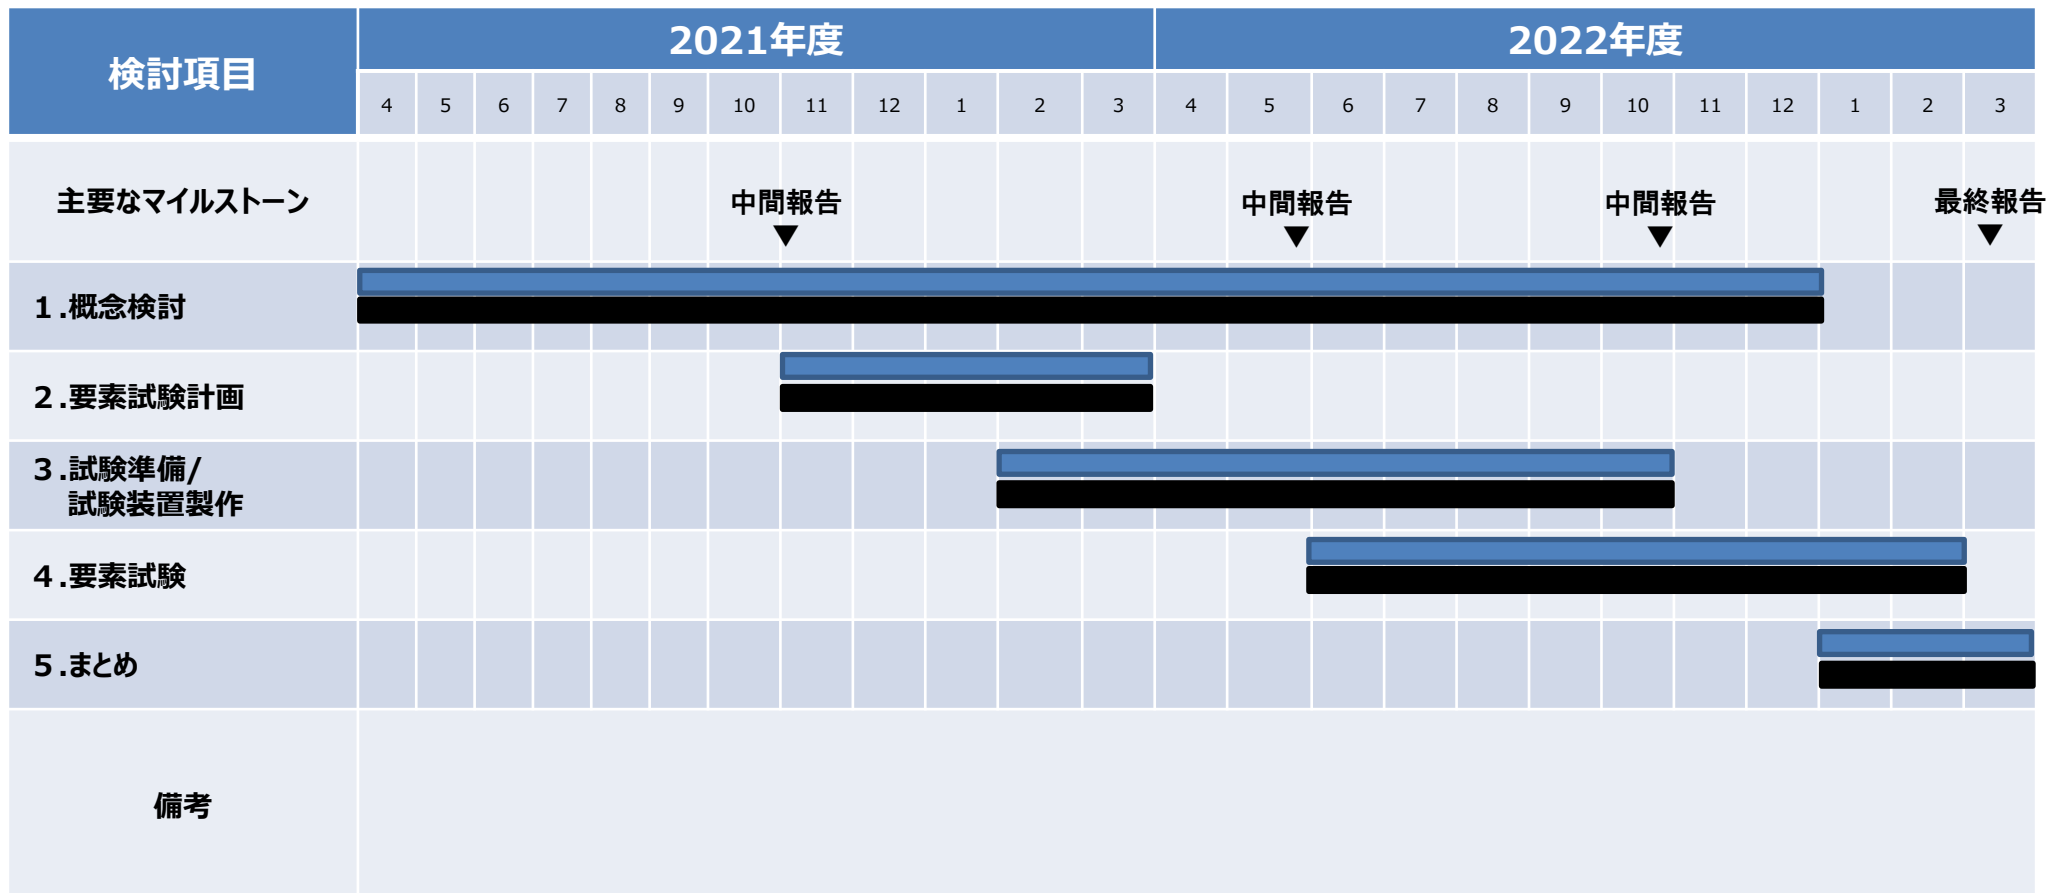 検討項目
2021年度
2022年度
4 5 6 7 8 9 10 11 12 1 2 3 4 5 6 7 8 9 10 11 12 1 2 3
主要なマイルストーン
中間報告
中間報告
中間報告
最終報告
▼
▼
▼
▼
１.概念検討
２.要素試験計画
３.試験準備/
試験装置製作
４.要素試験
５.まとめ
備考